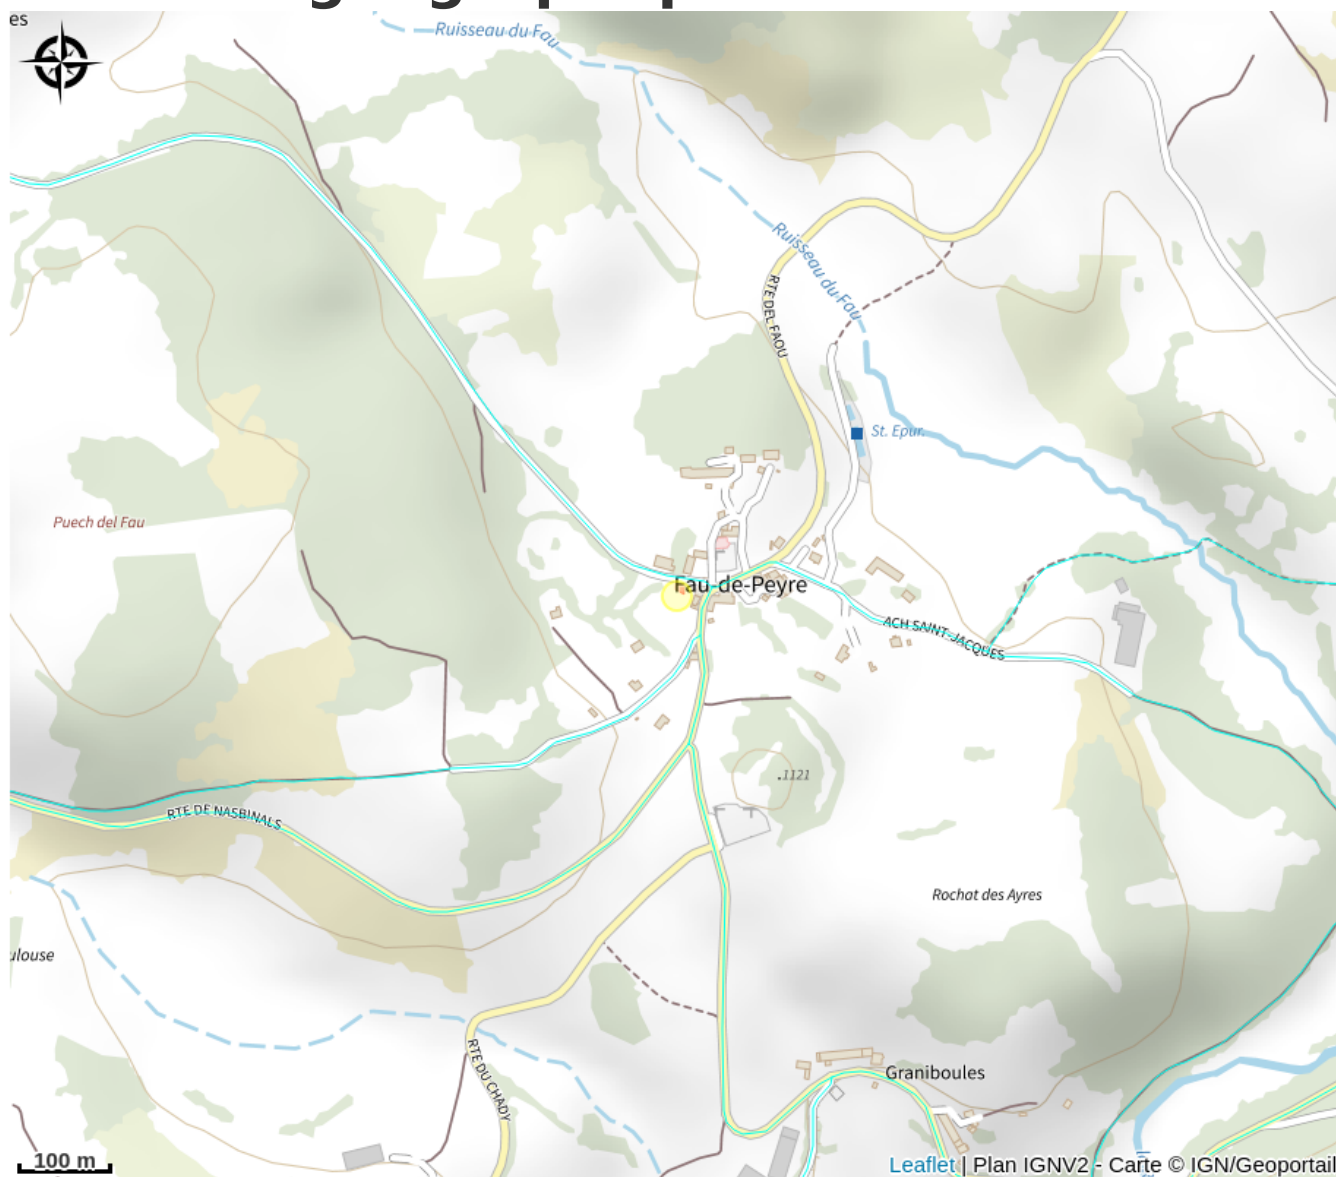 es
Ruisseau du Fau
Ruisseau du Fau
RTE DEL FAOU
St. Epur.
Puech del Fau
Fau-de-Peyre
ACH SAINT-JACQUES
.1121
RTE DE NASBINALS
Rochat des Ayres
ulouse
RTE DU CHADY
Graniboules
100 m
Leaflet | Plan IGNV2 - Carte © IGN/Geoportail